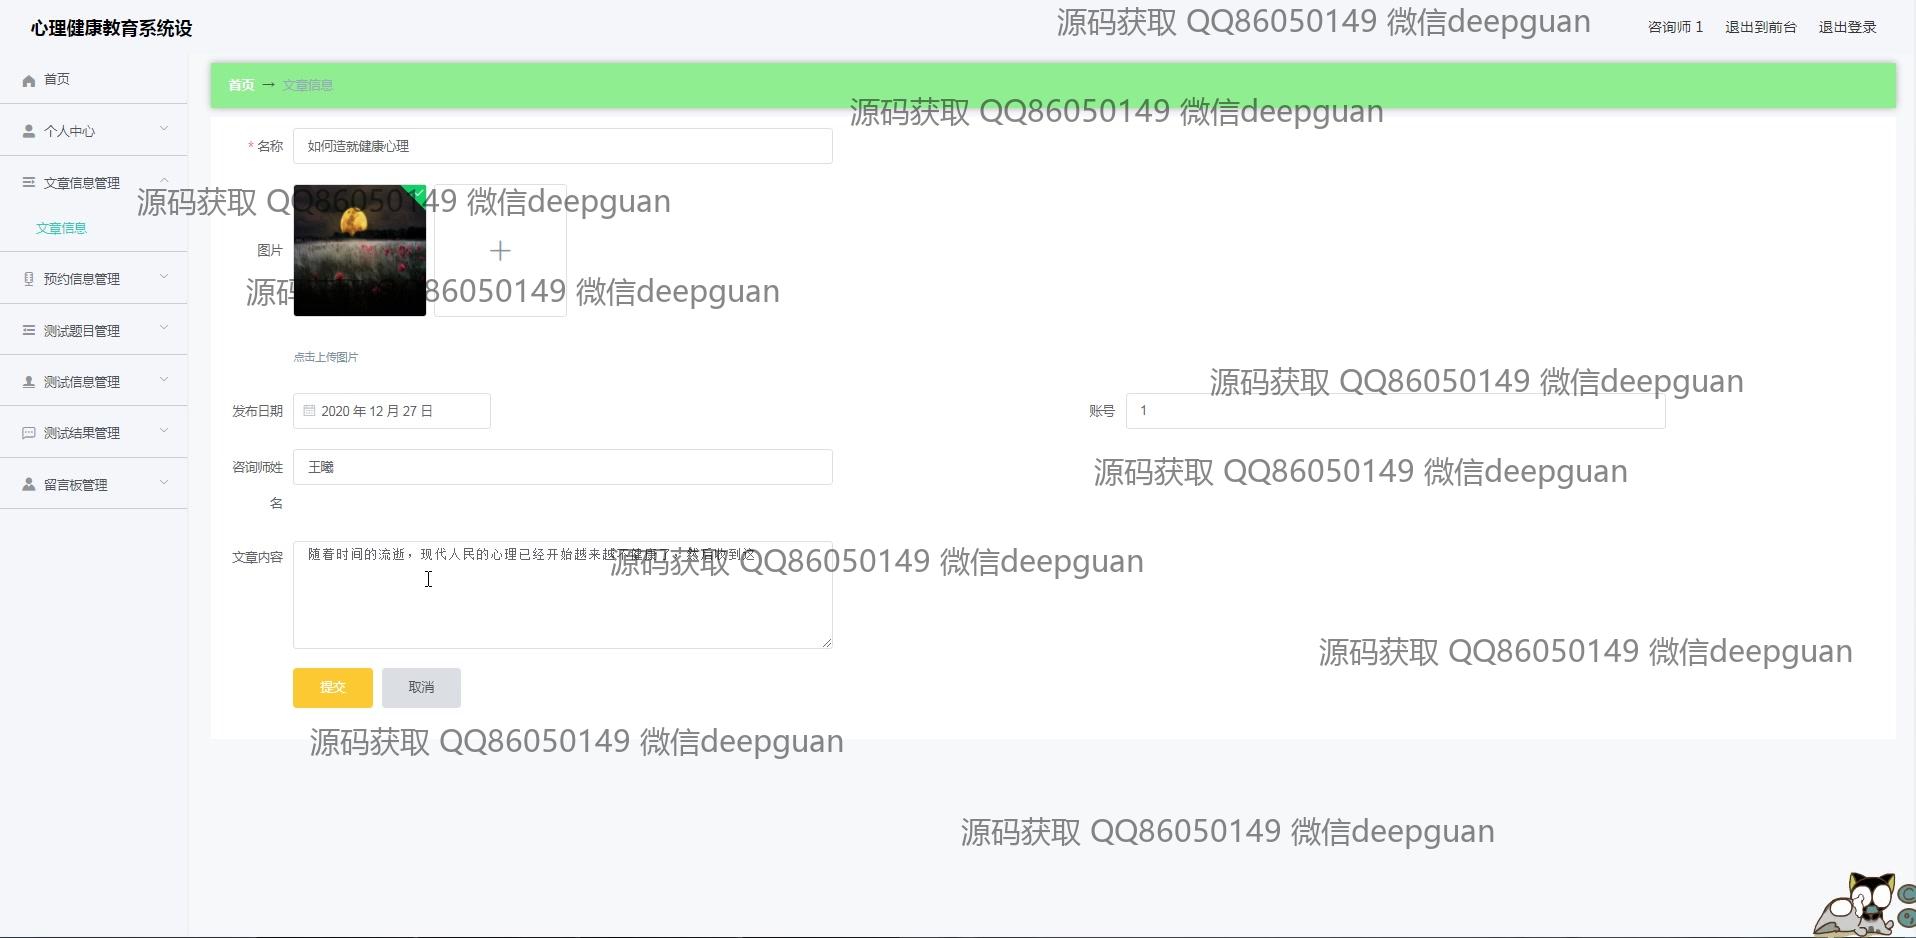 心理健康教育系统设
源码获取 QQ86050149 微信deepguan
咨询师 1 退出到前台 退出登录
首页
首页 → 文章信息
源码获取 QQ86050149 微信deepguan
个人中心
* 名称 如何造就健康心理
文章信息管理
源码获取 QQ86050149 微信deepguan
文章信息
图片
预约信息管理
源码 86050149 微信deepguan
测试题目管理
点击上传图片
测试信息管理
源码获取 QQ86050149 微信deepguan
发布日期 2020 年 12 月 27 日
账号 1
测试结果管理
咨询师姓名 王曦
源码获取 QQ86050149 微信deepguan
留言板管理
文章内容 随着时间的流逝，现代人民的心理已经开始越来越不健康了，然后收到这
源码获取 QQ86050149 微信deepguan
源码获取 QQ86050149 微信deepguan
提交 取消
源码获取 QQ86050149 微信deepguan
源码获取 QQ86050149 微信deepguan